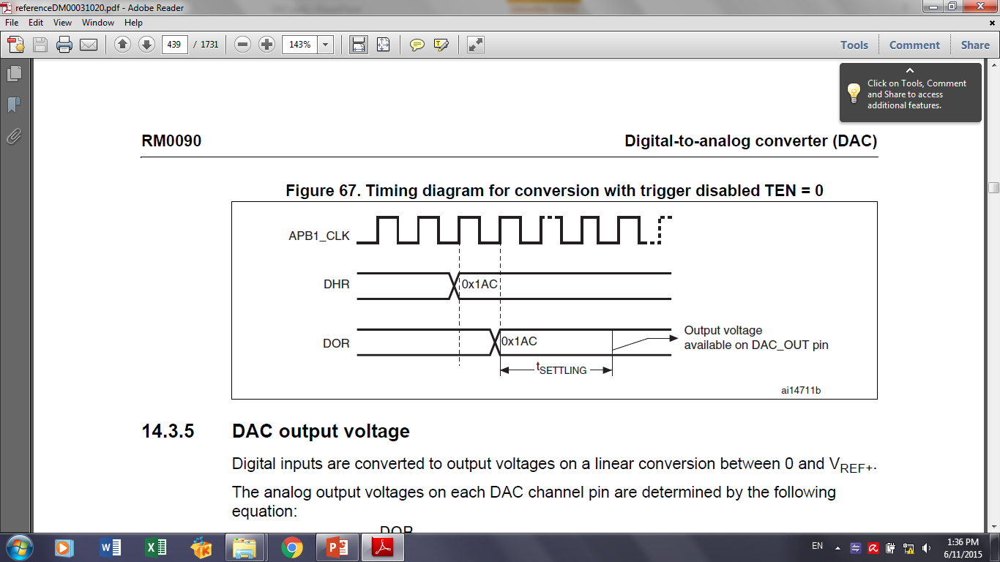 referenceDM00031020.pdf - Adobe Reader
File Edit View Window Help
439 / 1731 143% Tools Comment Share
Click on Tools, Comment
and Share to access
additional features.
RM0090 Digital-to-analog converter (DAC)
Figure 67. Timing diagram for conversion with trigger disabled TEN = 0
APB1_CLK
DHR 0x1AC
DOR 0x1AC
Output voltage
available on DAC_OUT pin
tSETTLING
ai14711b
14.3.5 DAC output voltage
Digital inputs are converted to output voltages on a linear conversion between 0 and VREF+.
The analog output voltages on each DAC channel pin are determined by the following
equation:
DOR
EN
1:36 PM
6/11/2015